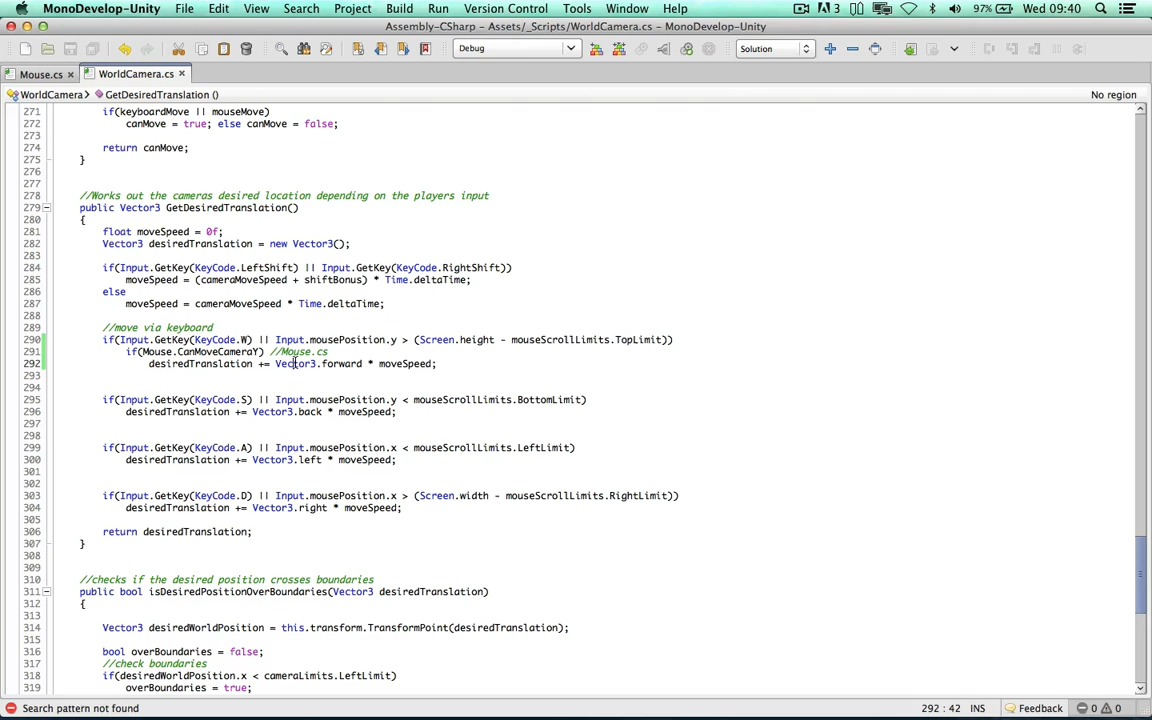 MonoDevelop-Unity File Edit View Search Project Build Run Version Control Tools Window Help 3 97% Wed 09:40
Assembly-CSharp - Assets/_Scripts/WorldCamera.cs - MonoDevelop-Unity
Debug Solution
Mouse.cs × WorldCamera.cs ×
WorldCamera GetDesiredTranslation () No region
271 if(keyboardMove || mouseMove)
272 canMove = true; else canMove = false;
273
274 return canMove;
275 }
276
277
278 //Works out the cameras desired location depending on the players input
279 public Vector3 GetDesiredTranslation()
280 {
281 float moveSpeed = 0f;
282 Vector3 desiredTranslation = new Vector3();
283
284 if(Input.GetKey(KeyCode.LeftShift) || Input.GetKey(KeyCode.RightShift))
285 moveSpeed = (cameraMoveSpeed + shiftBonus) * Time.deltaTime;
286 else
287 moveSpeed = cameraMoveSpeed * Time.deltaTime;
288
289 //move via keyboard
290 if(Input.GetKey(KeyCode.W) || Input.mousePosition.y > (Screen.height - mouseScrollLimits.TopLimit))
291 if(Mouse.CanMoveCameraY) //Mouse.cs
292 desiredTranslation += Vector3.forward * moveSpeed;
293
294
295 if(Input.GetKey(KeyCode.S) || Input.mousePosition.y < mouseScrollLimits.BottomLimit)
296 desiredTranslation += Vector3.back * moveSpeed;
297
298
299 if(Input.GetKey(KeyCode.A) || Input.mousePosition.x < mouseScrollLimits.LeftLimit)
300 desiredTranslation += Vector3.left * moveSpeed;
301
302
303 if(Input.GetKey(KeyCode.D) || Input.mousePosition.x > (Screen.width - mouseScrollLimits.RightLimit))
304 desiredTranslation += Vector3.right * moveSpeed;
305
306 return desiredTranslation;
307 }
308
309
310 //checks if the desired position crosses boundaries
311 public bool isDesiredPositionOverBoundaries(Vector3 desiredTranslation)
312 {
313
314 Vector3 desiredWorldPosition = this.transform.TransformPoint(desiredTranslation);
315
316 bool overBoundaries = false;
317 //check boundaries
318 if(desiredWorldPosition.x < cameraLimits.LeftLimit)
319 overBoundaries = true;
Search pattern not found 292 : 42 INS Feedback 0 0